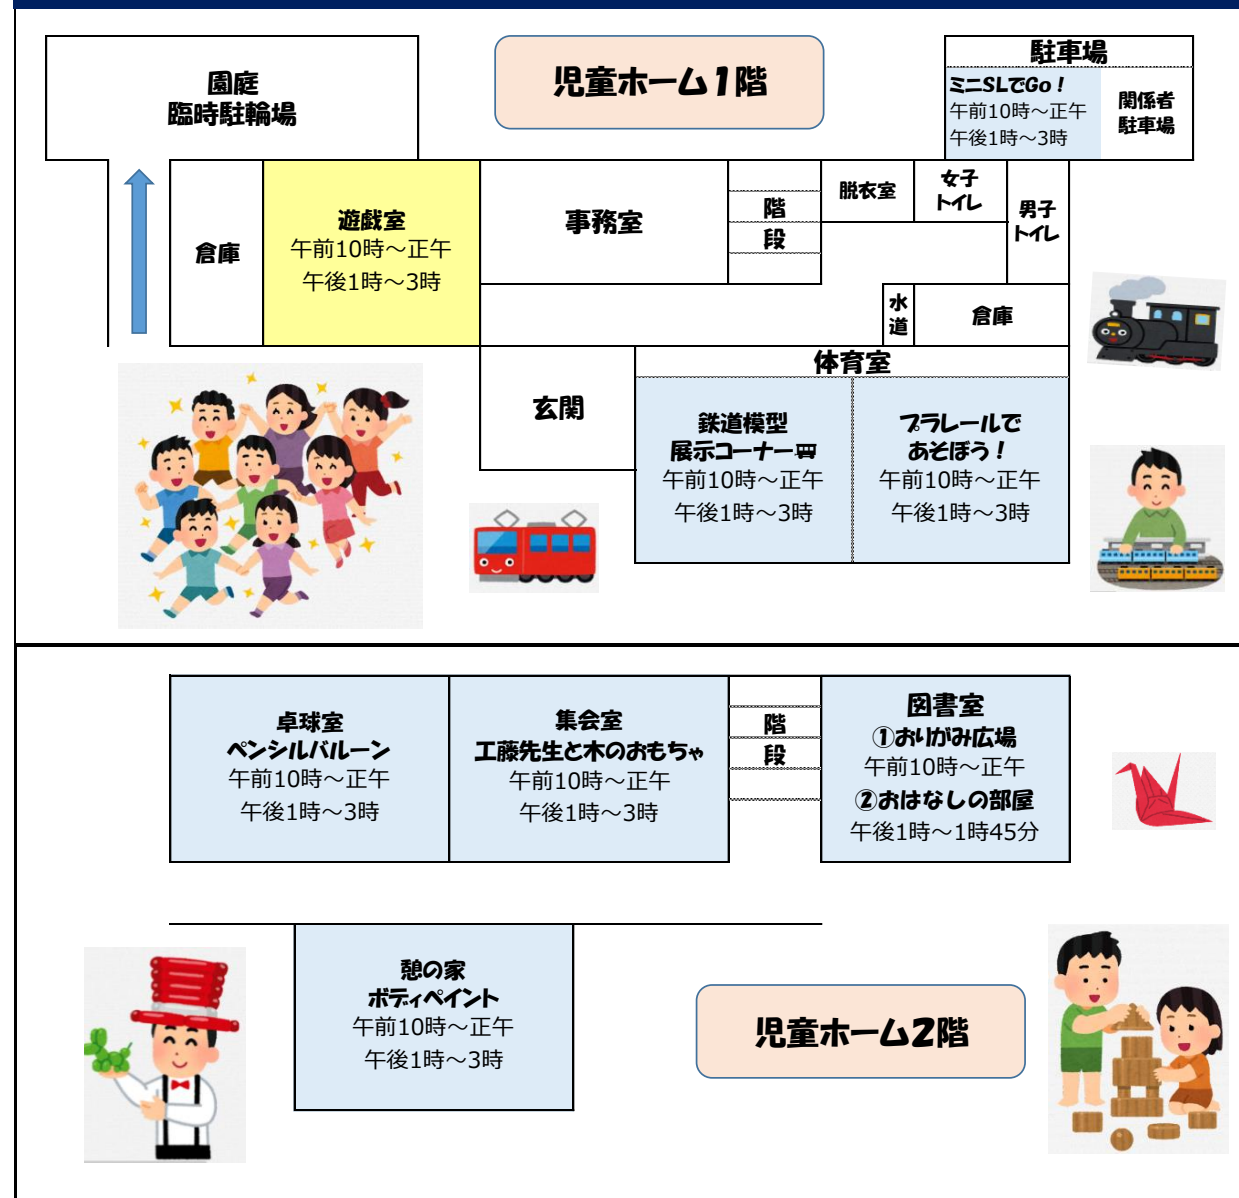 児童ホーム1階
園庭
臨時駐輪場
駐車場
ミニSLでGo！
午前10時～正午
午後1時～3時
関係者
駐車場
倉庫
遊戯室
午前10時～正午
午後1時～3時
事務室
階
段
脱衣室
女子
トイレ
男子
トイレ
水
道
倉庫
玄関
体育室
鉄道模型
展示コーナー
午前10時～正午
午後1時～3時
プラレールで
あそぼう！
午前10時～正午
午後1時～3時
卓球室
ペンシルバルーン
午前10時～正午
午後1時～3時
集会室
工藤先生と木のおもちゃ
午前10時～正午
午後1時～3時
階
段
図書室
①おりがみ広場
午前10時～正午
②おはなしの部屋
午後1時～1時45分
憩の家
ボディペイント
午前10時～正午
午後1時～3時
児童ホーム2階